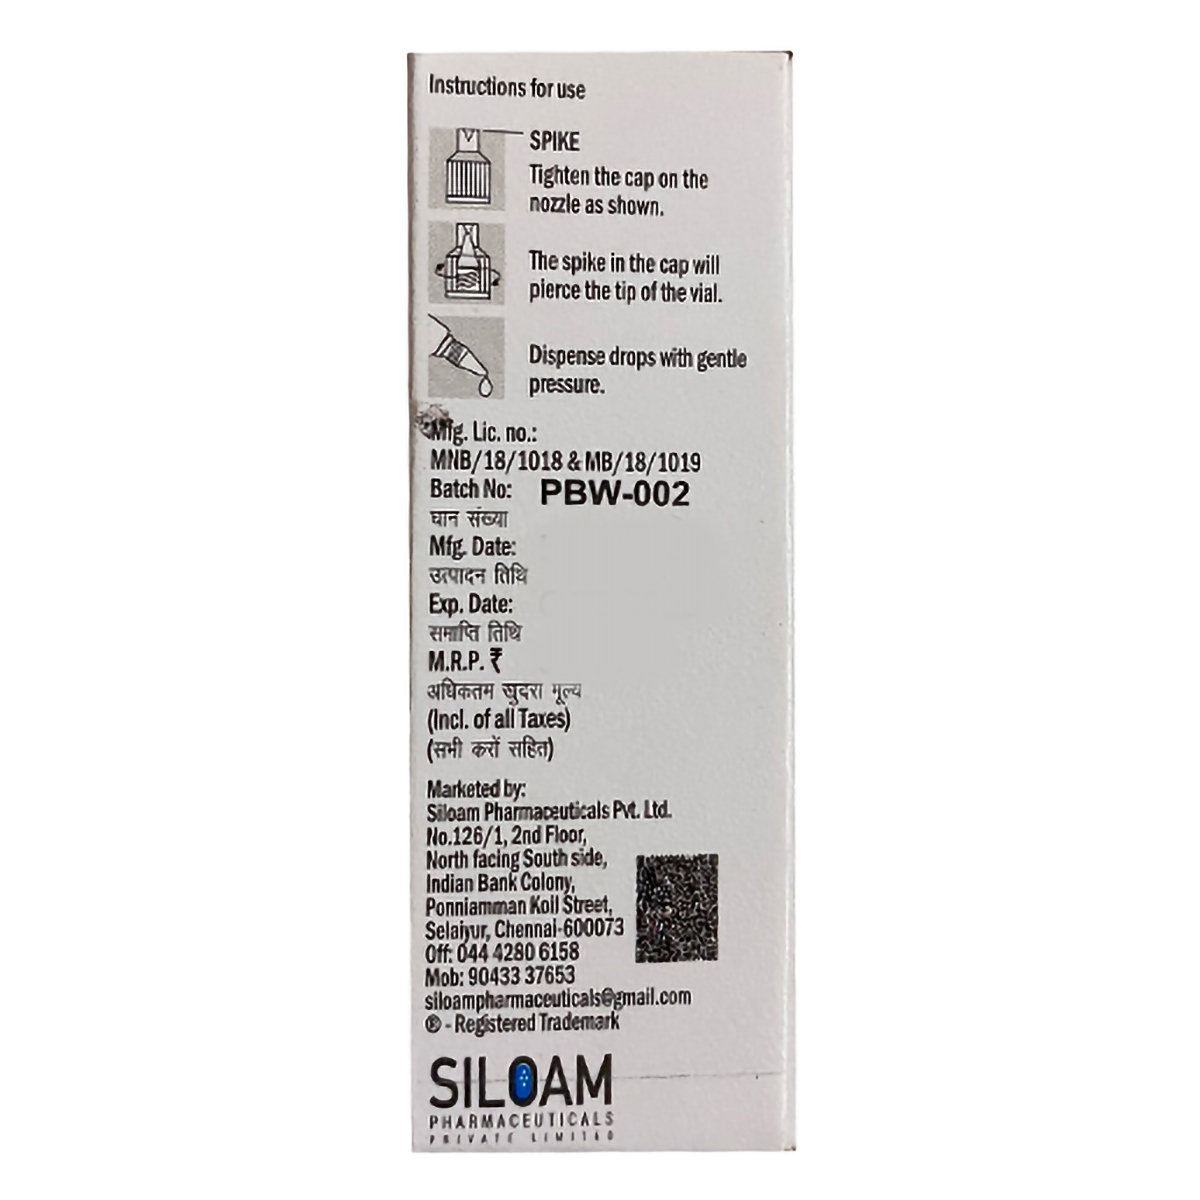 Instructions for use
SPIKE
Tighten the cap on the
nozzle as shown.
The spike in the cap will
pierce the tip of the vial.
Dispense drops with gentle
pressure.
Mfg. Lic. no.:
MNB/18/1018 & MB/18/1019
Batch No: PBW-002
घान संख्या
Mfg. Date:
उत्पादन तिथि
Exp. Date:
समाप्ति तिथि
M.R.P. ₹
अधिकतम खुदरा मूल्य
(Incl. of all Taxes)
(सभी करों सहित)
Marketed by:
Siloam Pharmaceuticals Pvt. Ltd.
No.126/1, 2nd Floor,
North facing South side,
Indian Bank Colony,
Ponniamman Koil Street,
Selaiyur, Chennai-600073
Off: 044 4280 6158
Mob: 90433 37653
siloampharmaceuticals@gmail.com
® - Registered Trademark
SILOAM
PHARMACEUTICALS
PRIVATE LIMITED